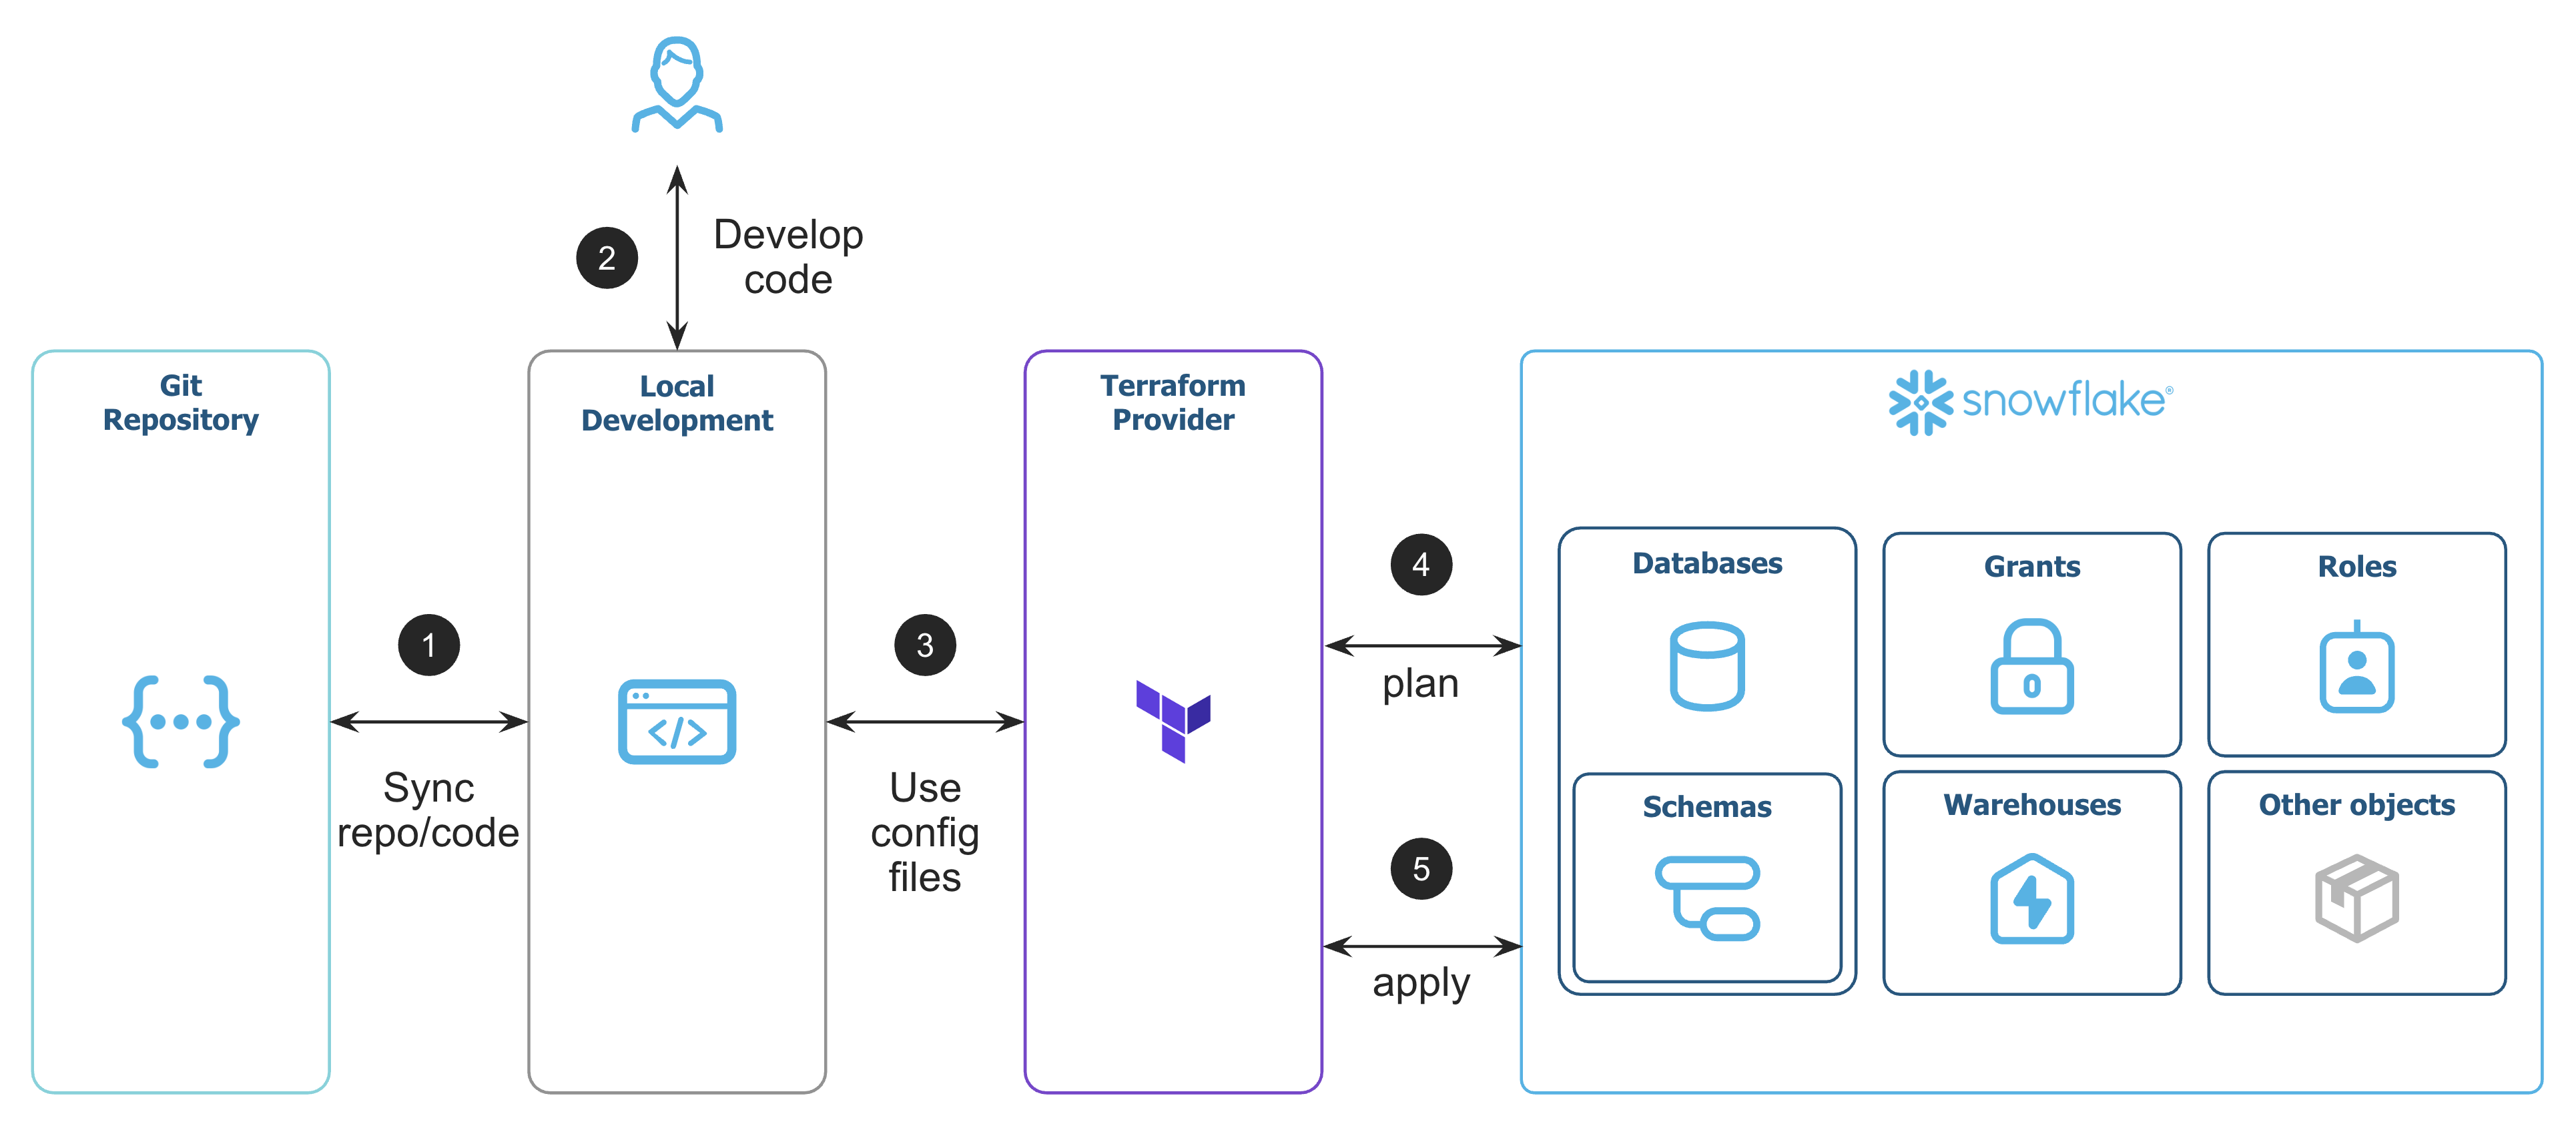 2
Develop
code
Git
Repository
Local
Development
Terraform
Provider
snowflake®
1
Sync
repo/code
3
Use
config
files
4
plan
5
apply
Databases
Schemas
Grants
Roles
Warehouses
Other objects